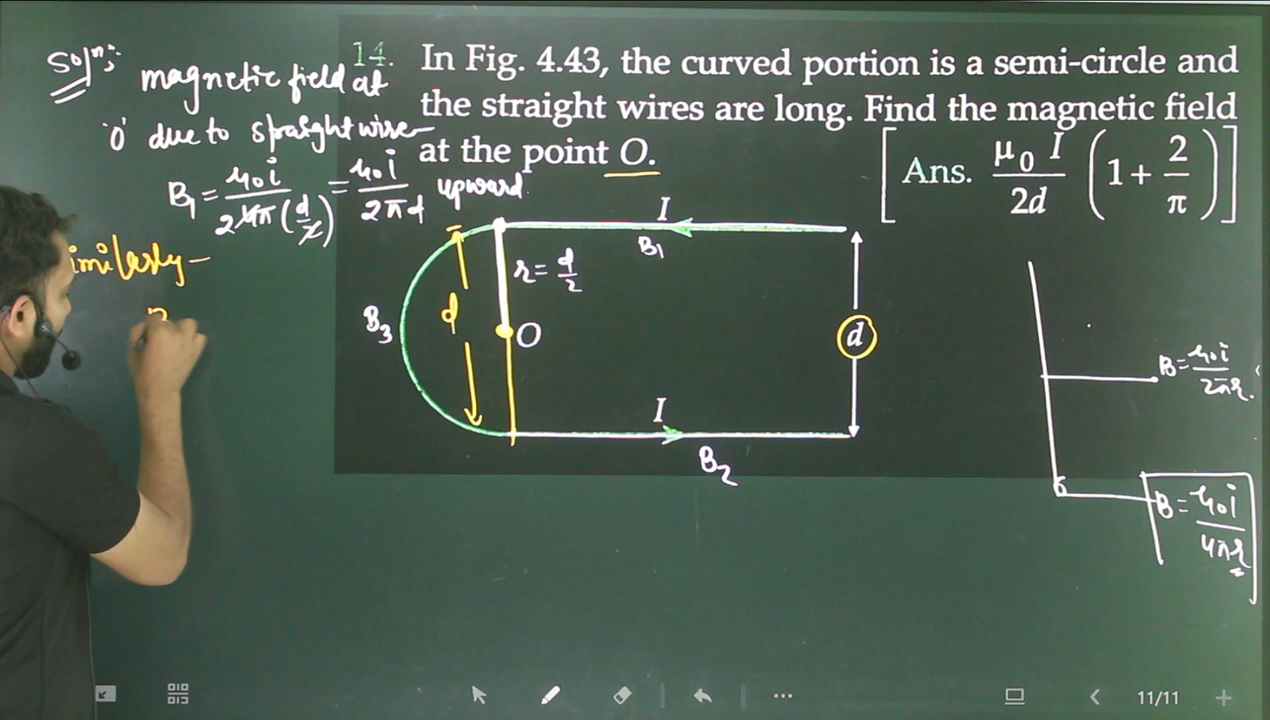 Solⁿ:
14. In Fig. 4.43, the curved portion is a semi-circle and
the straight wires are long. Find the magnetic field
at the point O.
[Ans. μ₀ I / 2d (1 + 2/π)]
magnetic field at
'O' due to straight wire
B₁ = μ₀i / 2 4π (d/2) = μ₀i / 2πd upward.
imilarly –
I
B₁
r = d/2
B₃
d
O
d
I
B₂
B = μ₀i / 2πr.
B = μ₀i / 4πr
11/11